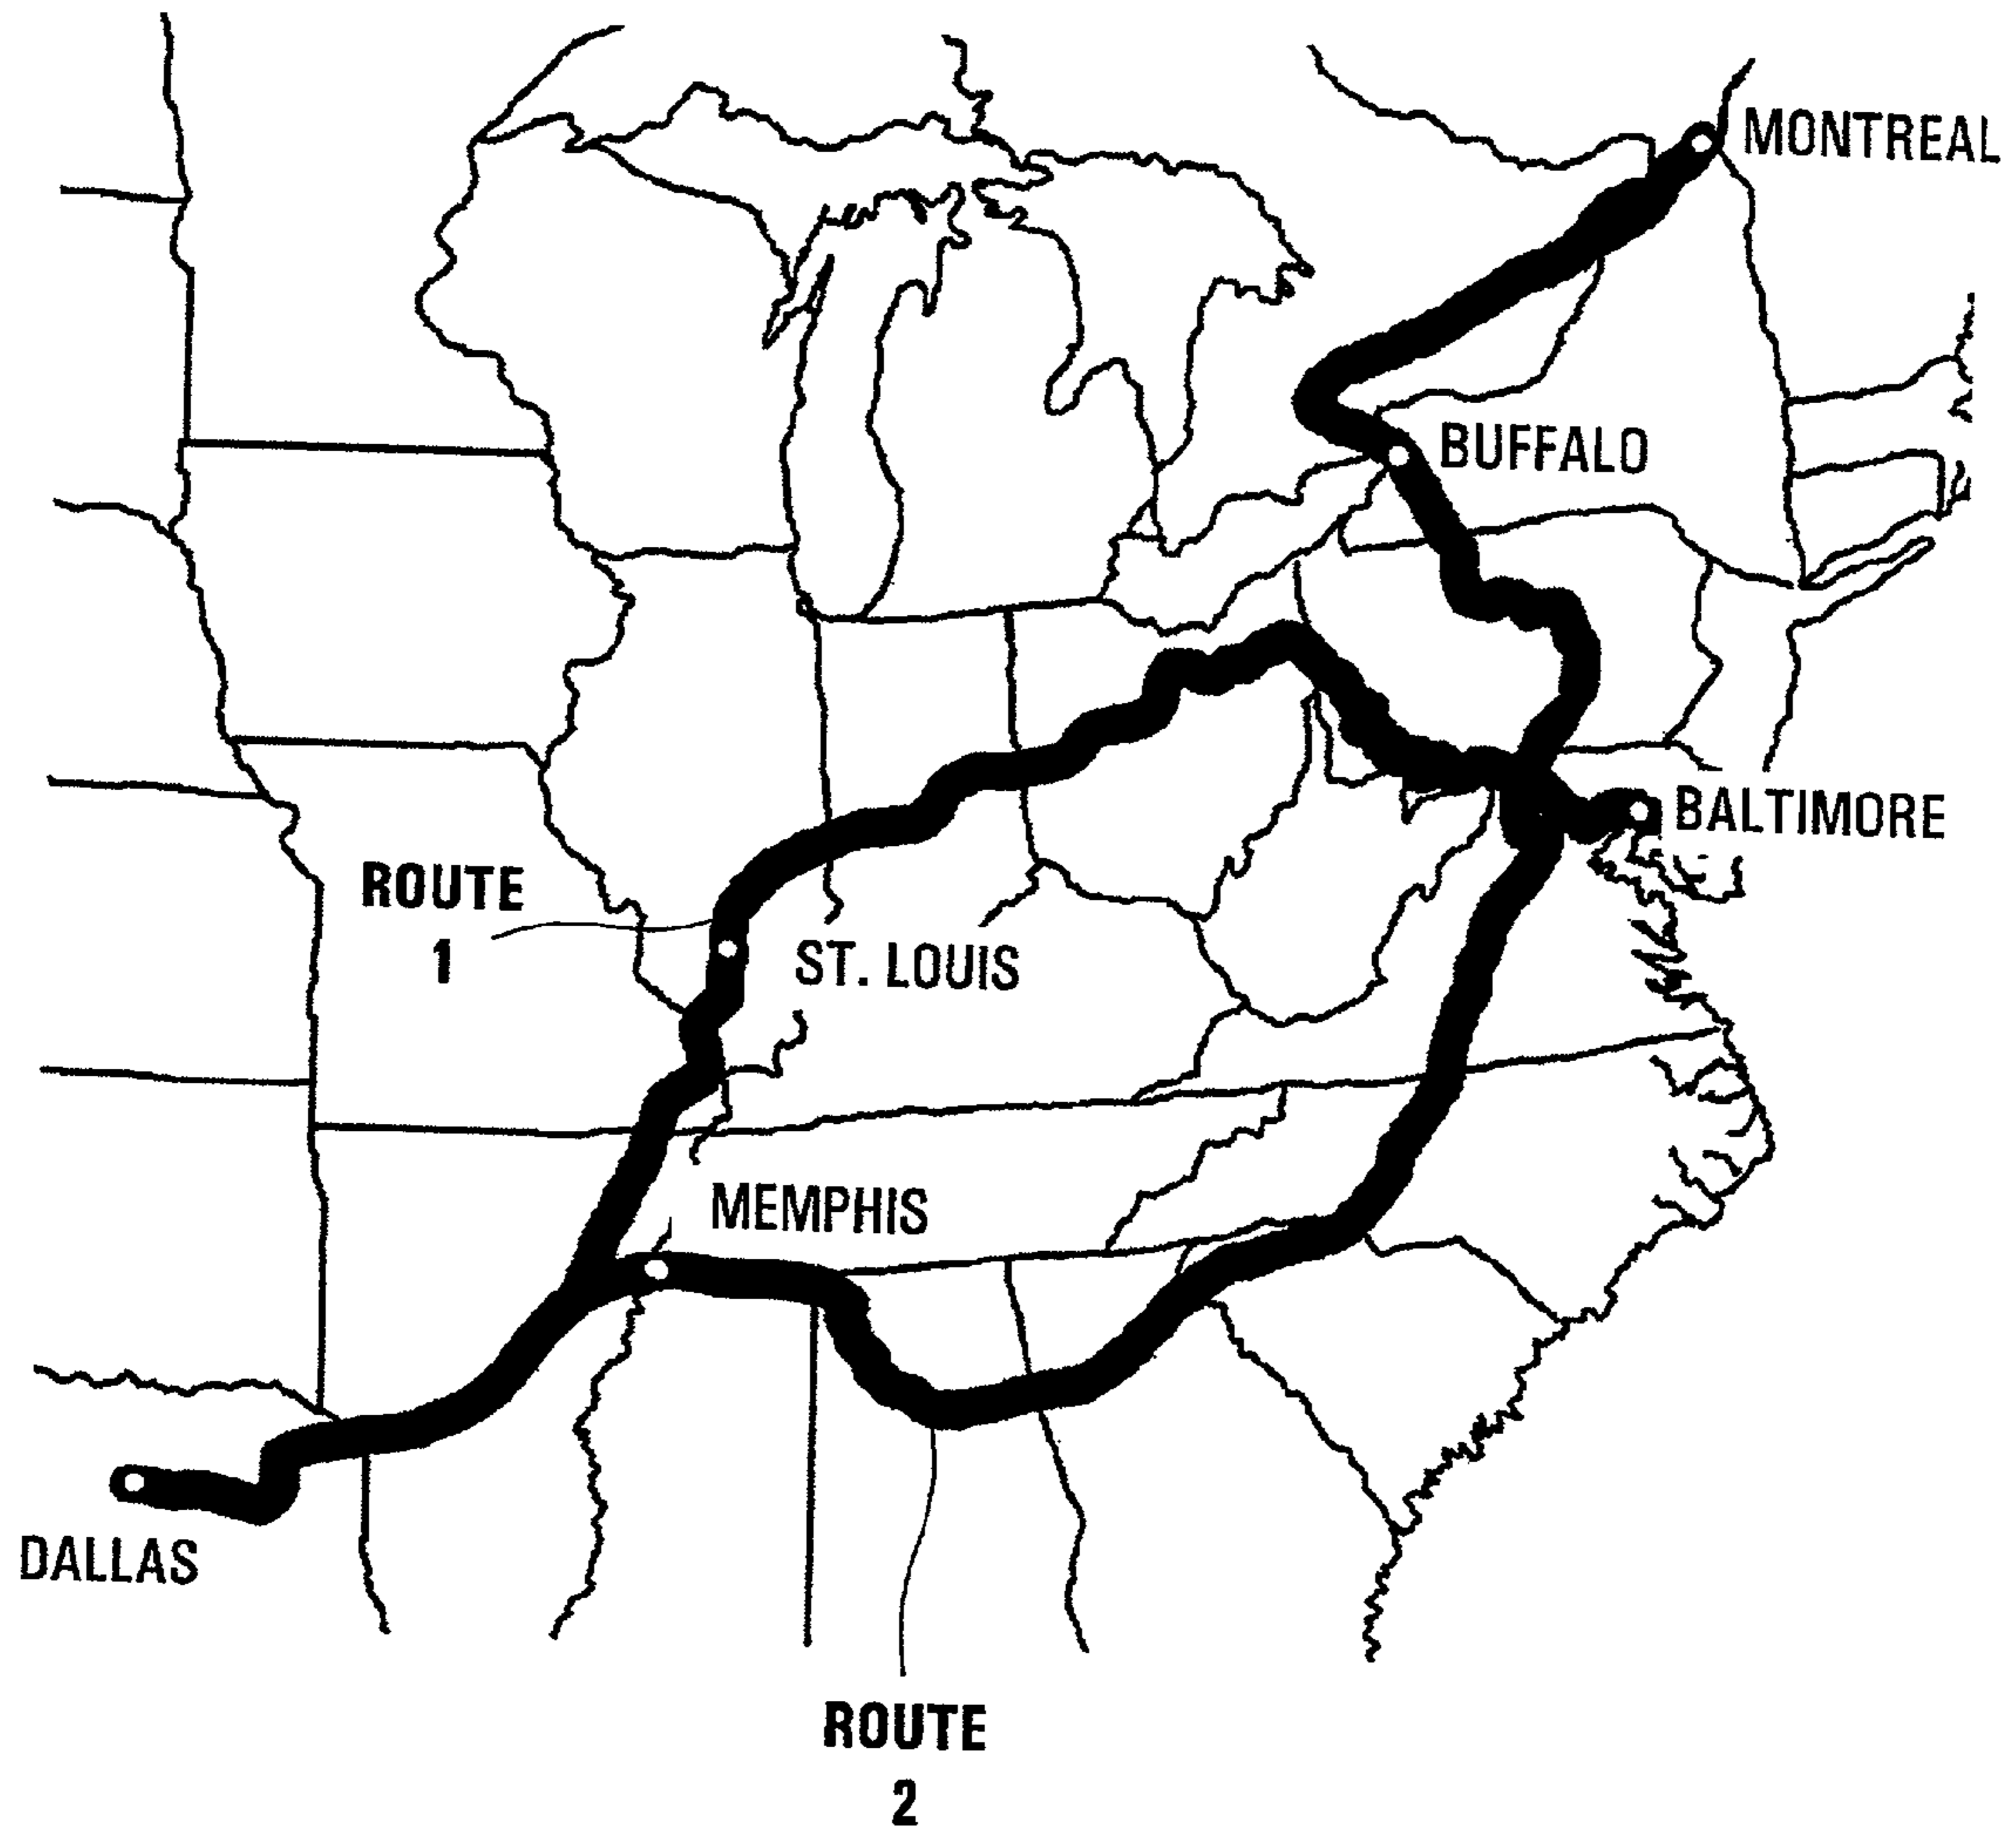 MONTREAL
BUFFALO
BALTIMORE
ROUTE
1
ST. LOUIS
MEMPHIS
DALLAS
ROUTE
2